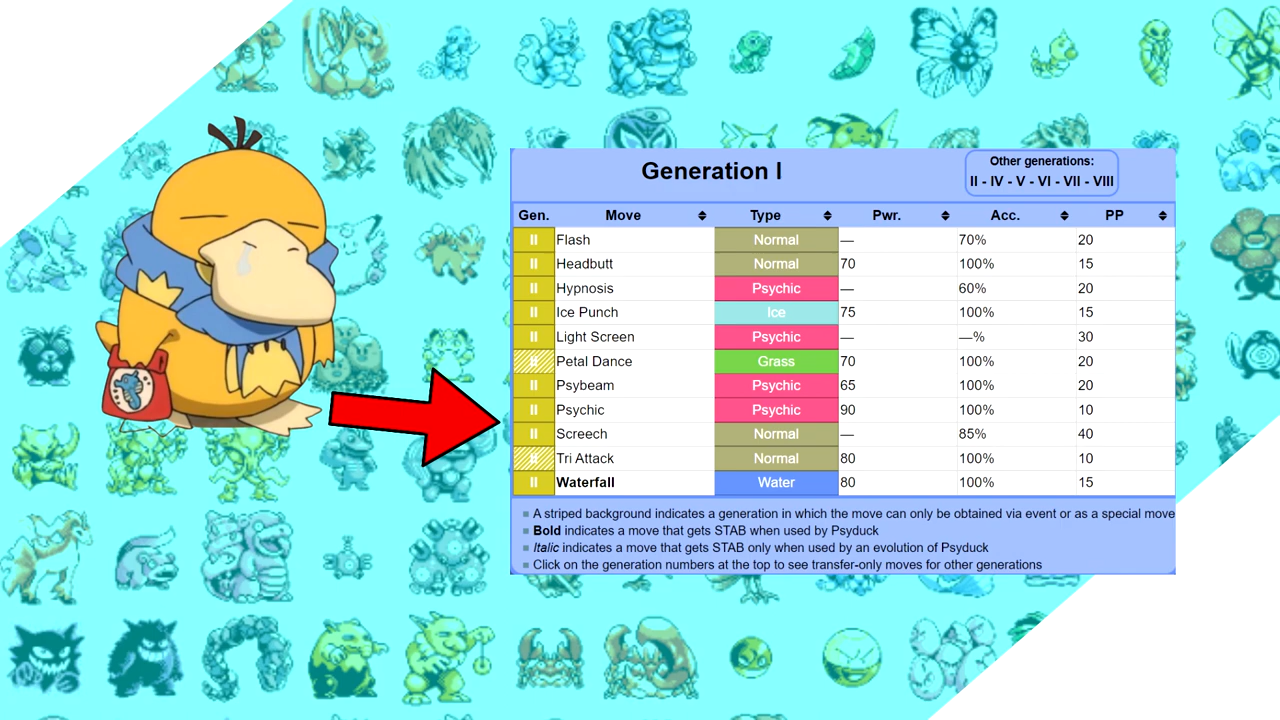 Generation I
Other generations:
II - IV - V - VI - VII - VIII
Gen. Move Type Pwr. Acc. PP
II Flash Normal — 70% 20
II Headbutt Normal 70 100% 15
II Hypnosis Psychic — 60% 20
II Ice Punch Ice 75 100% 15
II Light Screen Psychic — —% 30
II Petal Dance Grass 70 100% 20
II Psybeam Psychic 65 100% 20
II Psychic Psychic 90 100% 10
II Screech Normal — 85% 40
II Tri Attack Normal 80 100% 10
II Waterfall Water 80 100% 15
A striped background indicates a generation in which the move can only be obtained via event or as a special move
Bold indicates a move that gets STAB when used by Psyduck
Italic indicates a move that gets STAB only when used by an evolution of Psyduck
Click on the generation numbers at the top to see transfer-only moves for other generations